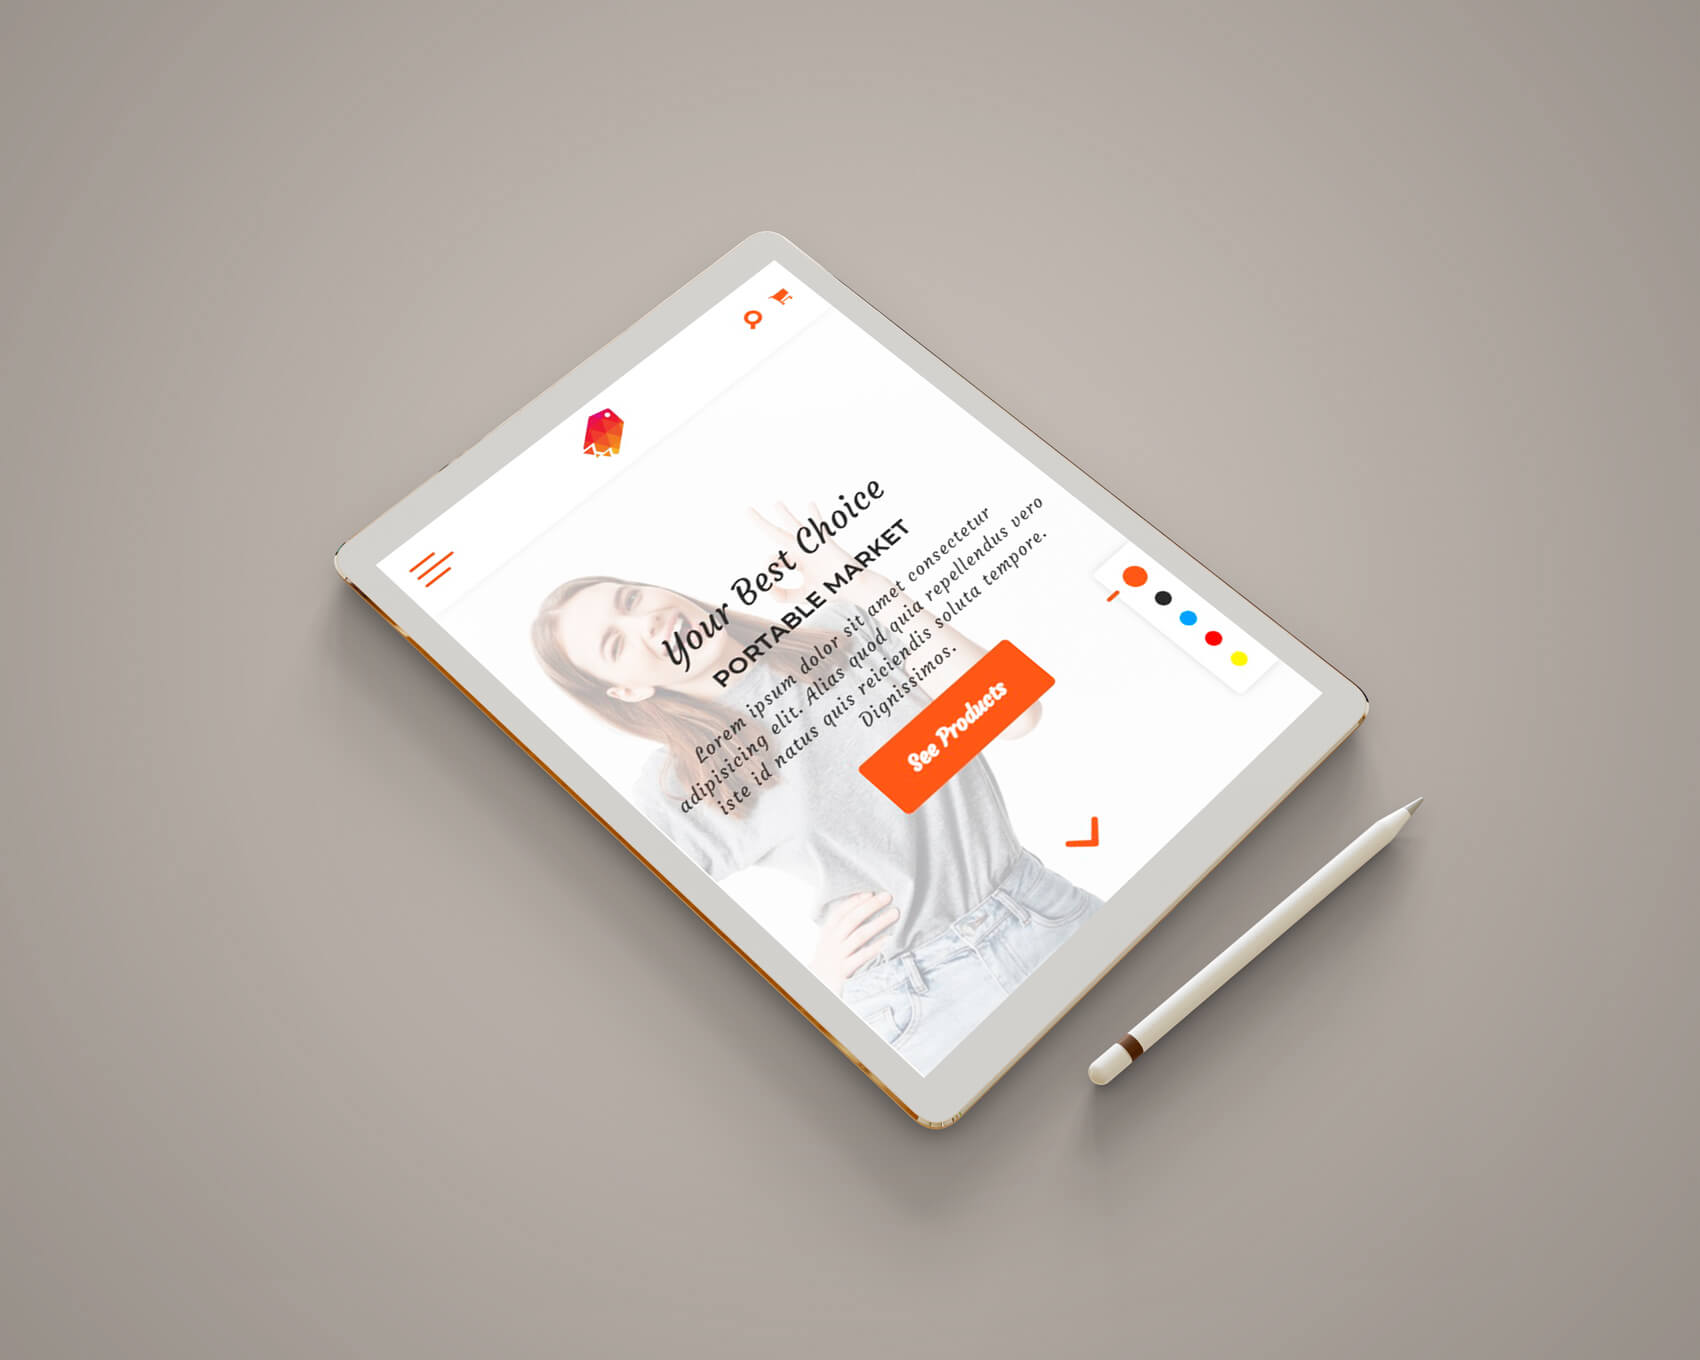 Your Best Choice
PORTABLE MARKET
Lorem ipsum dolor sit amet consectetur
adipisicing elit. Alias quod quia repellendus vero
iste id natus quis reiciendis soluta tempore.
Dignissimos.
See Products